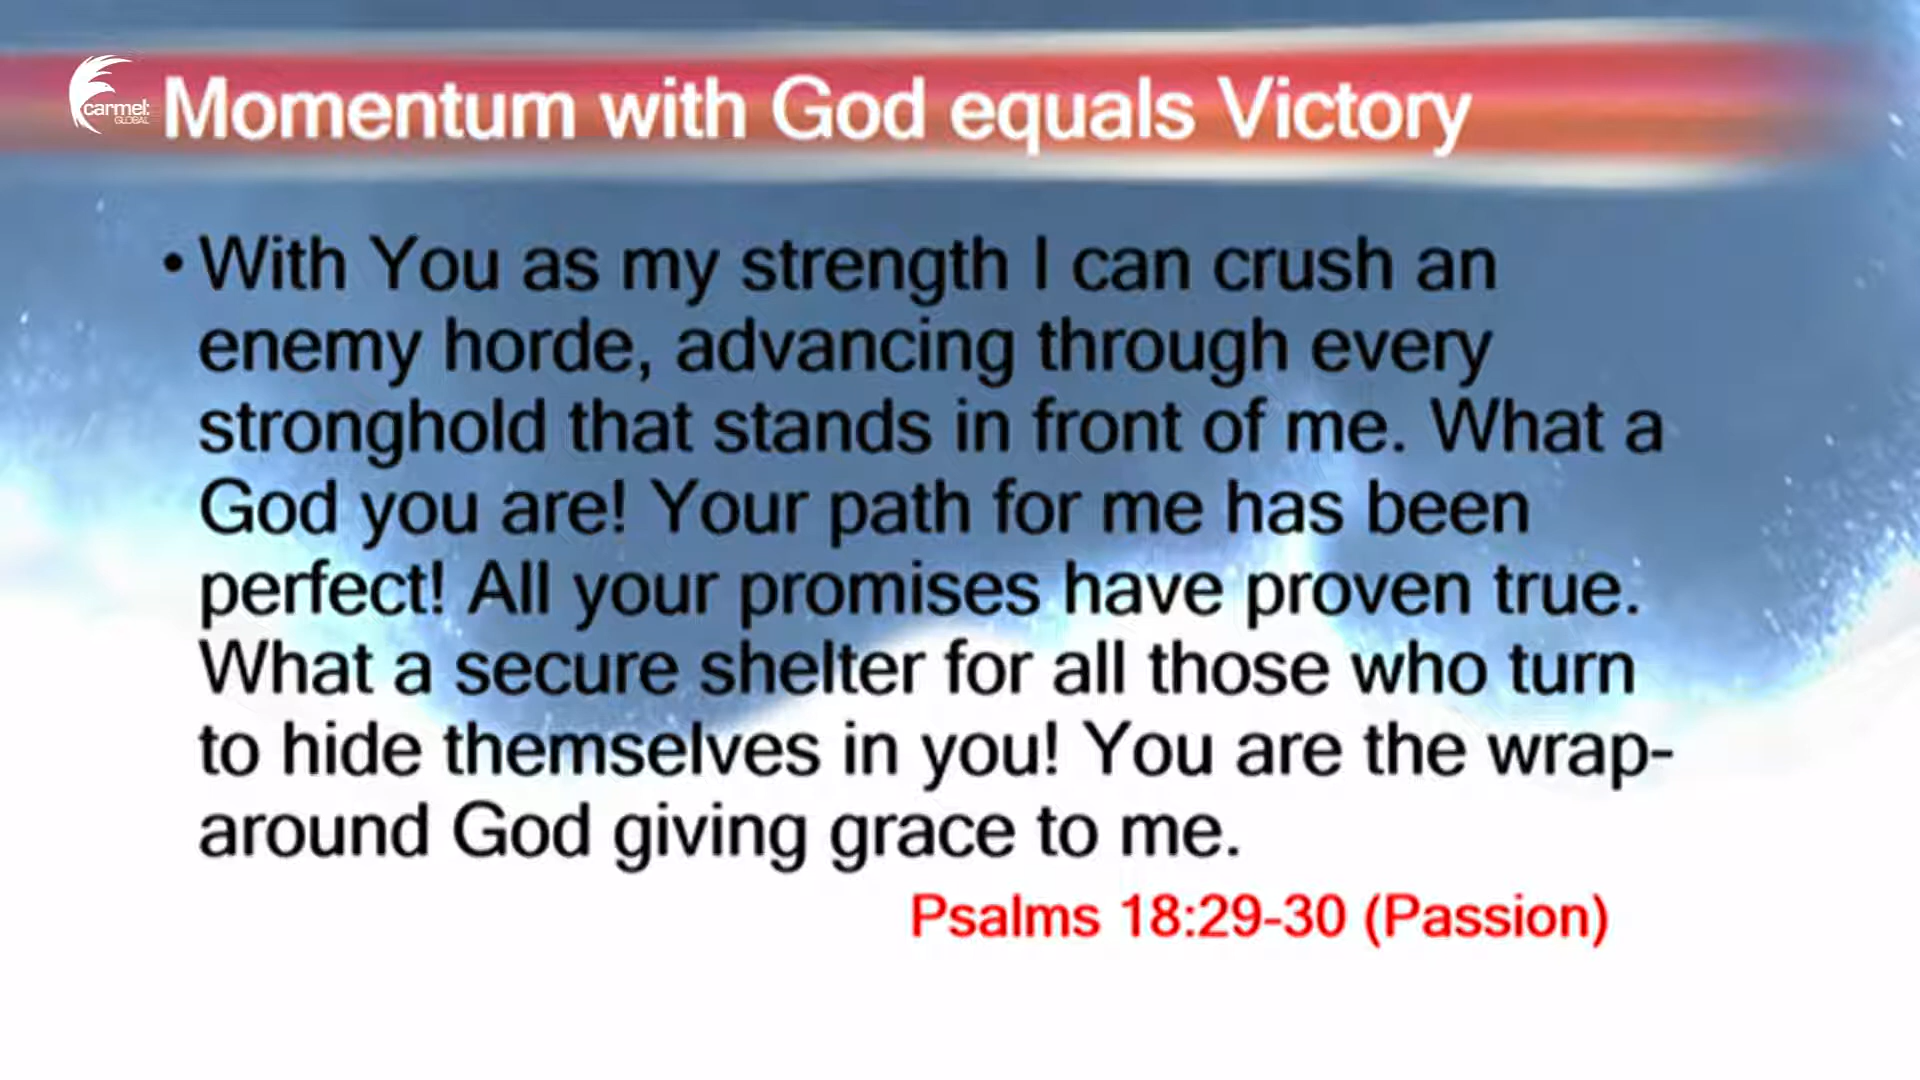 carmel:
GLOBAL
Momentum with God equals Victory
• With You as my strength I can crush an
enemy horde, advancing through every
stronghold that stands in front of me. What a
God you are! Your path for me has been
perfect! All your promises have proven true.
What a secure shelter for all those who turn
to hide themselves in you! You are the wrap-
around God giving grace to me.
Psalms 18:29-30 (Passion)